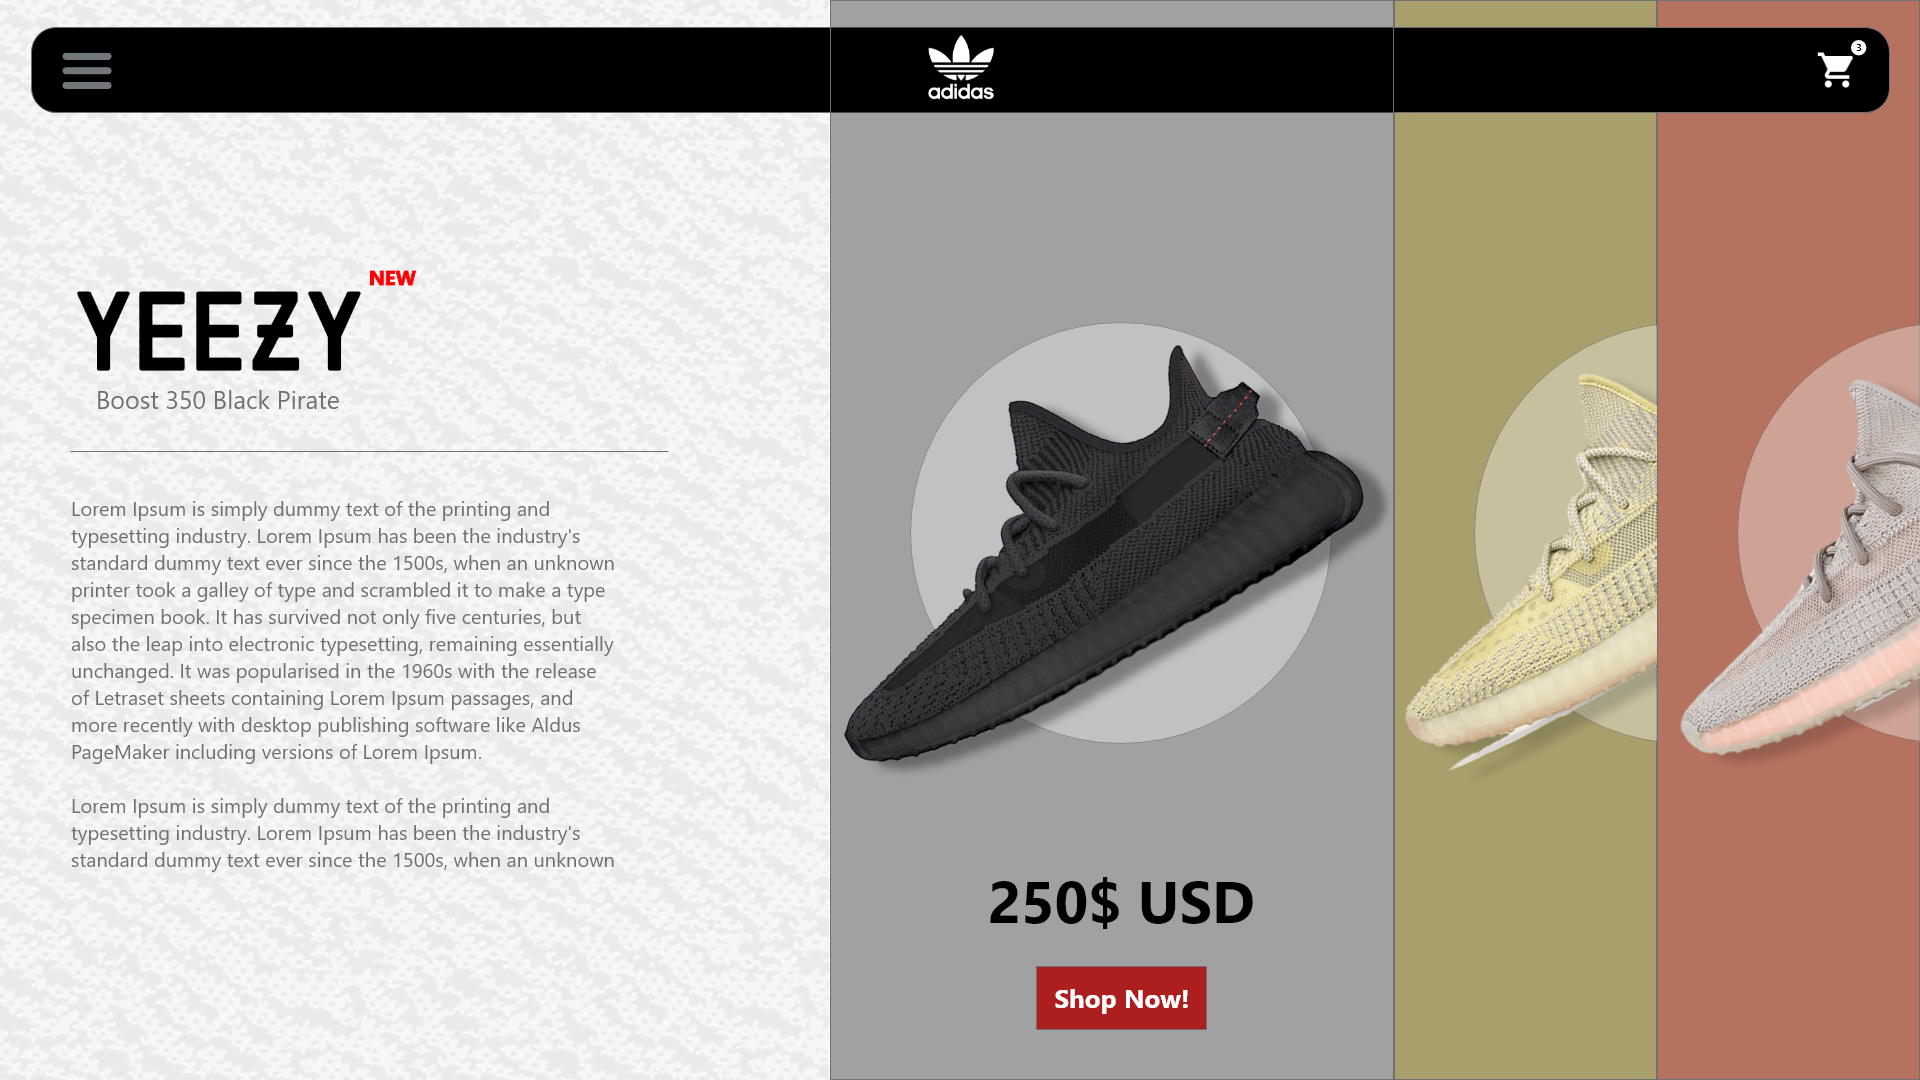 adidas
3
YEEZY
NEW
Boost 350 Black Pirate
Lorem Ipsum is simply dummy text of the printing and
typesetting industry. Lorem Ipsum has been the industry's
standard dummy text ever since the 1500s, when an unknown
printer took a galley of type and scrambled it to make a type
specimen book. It has survived not only five centuries, but
also the leap into electronic typesetting, remaining essentially
unchanged. It was popularised in the 1960s with the release
of Letraset sheets containing Lorem Ipsum passages, and
more recently with desktop publishing software like Aldus
PageMaker including versions of Lorem Ipsum.
Lorem Ipsum is simply dummy text of the printing and
typesetting industry. Lorem Ipsum has been the industry's
standard dummy text ever since the 1500s, when an unknown
250$ USD
Shop Now!